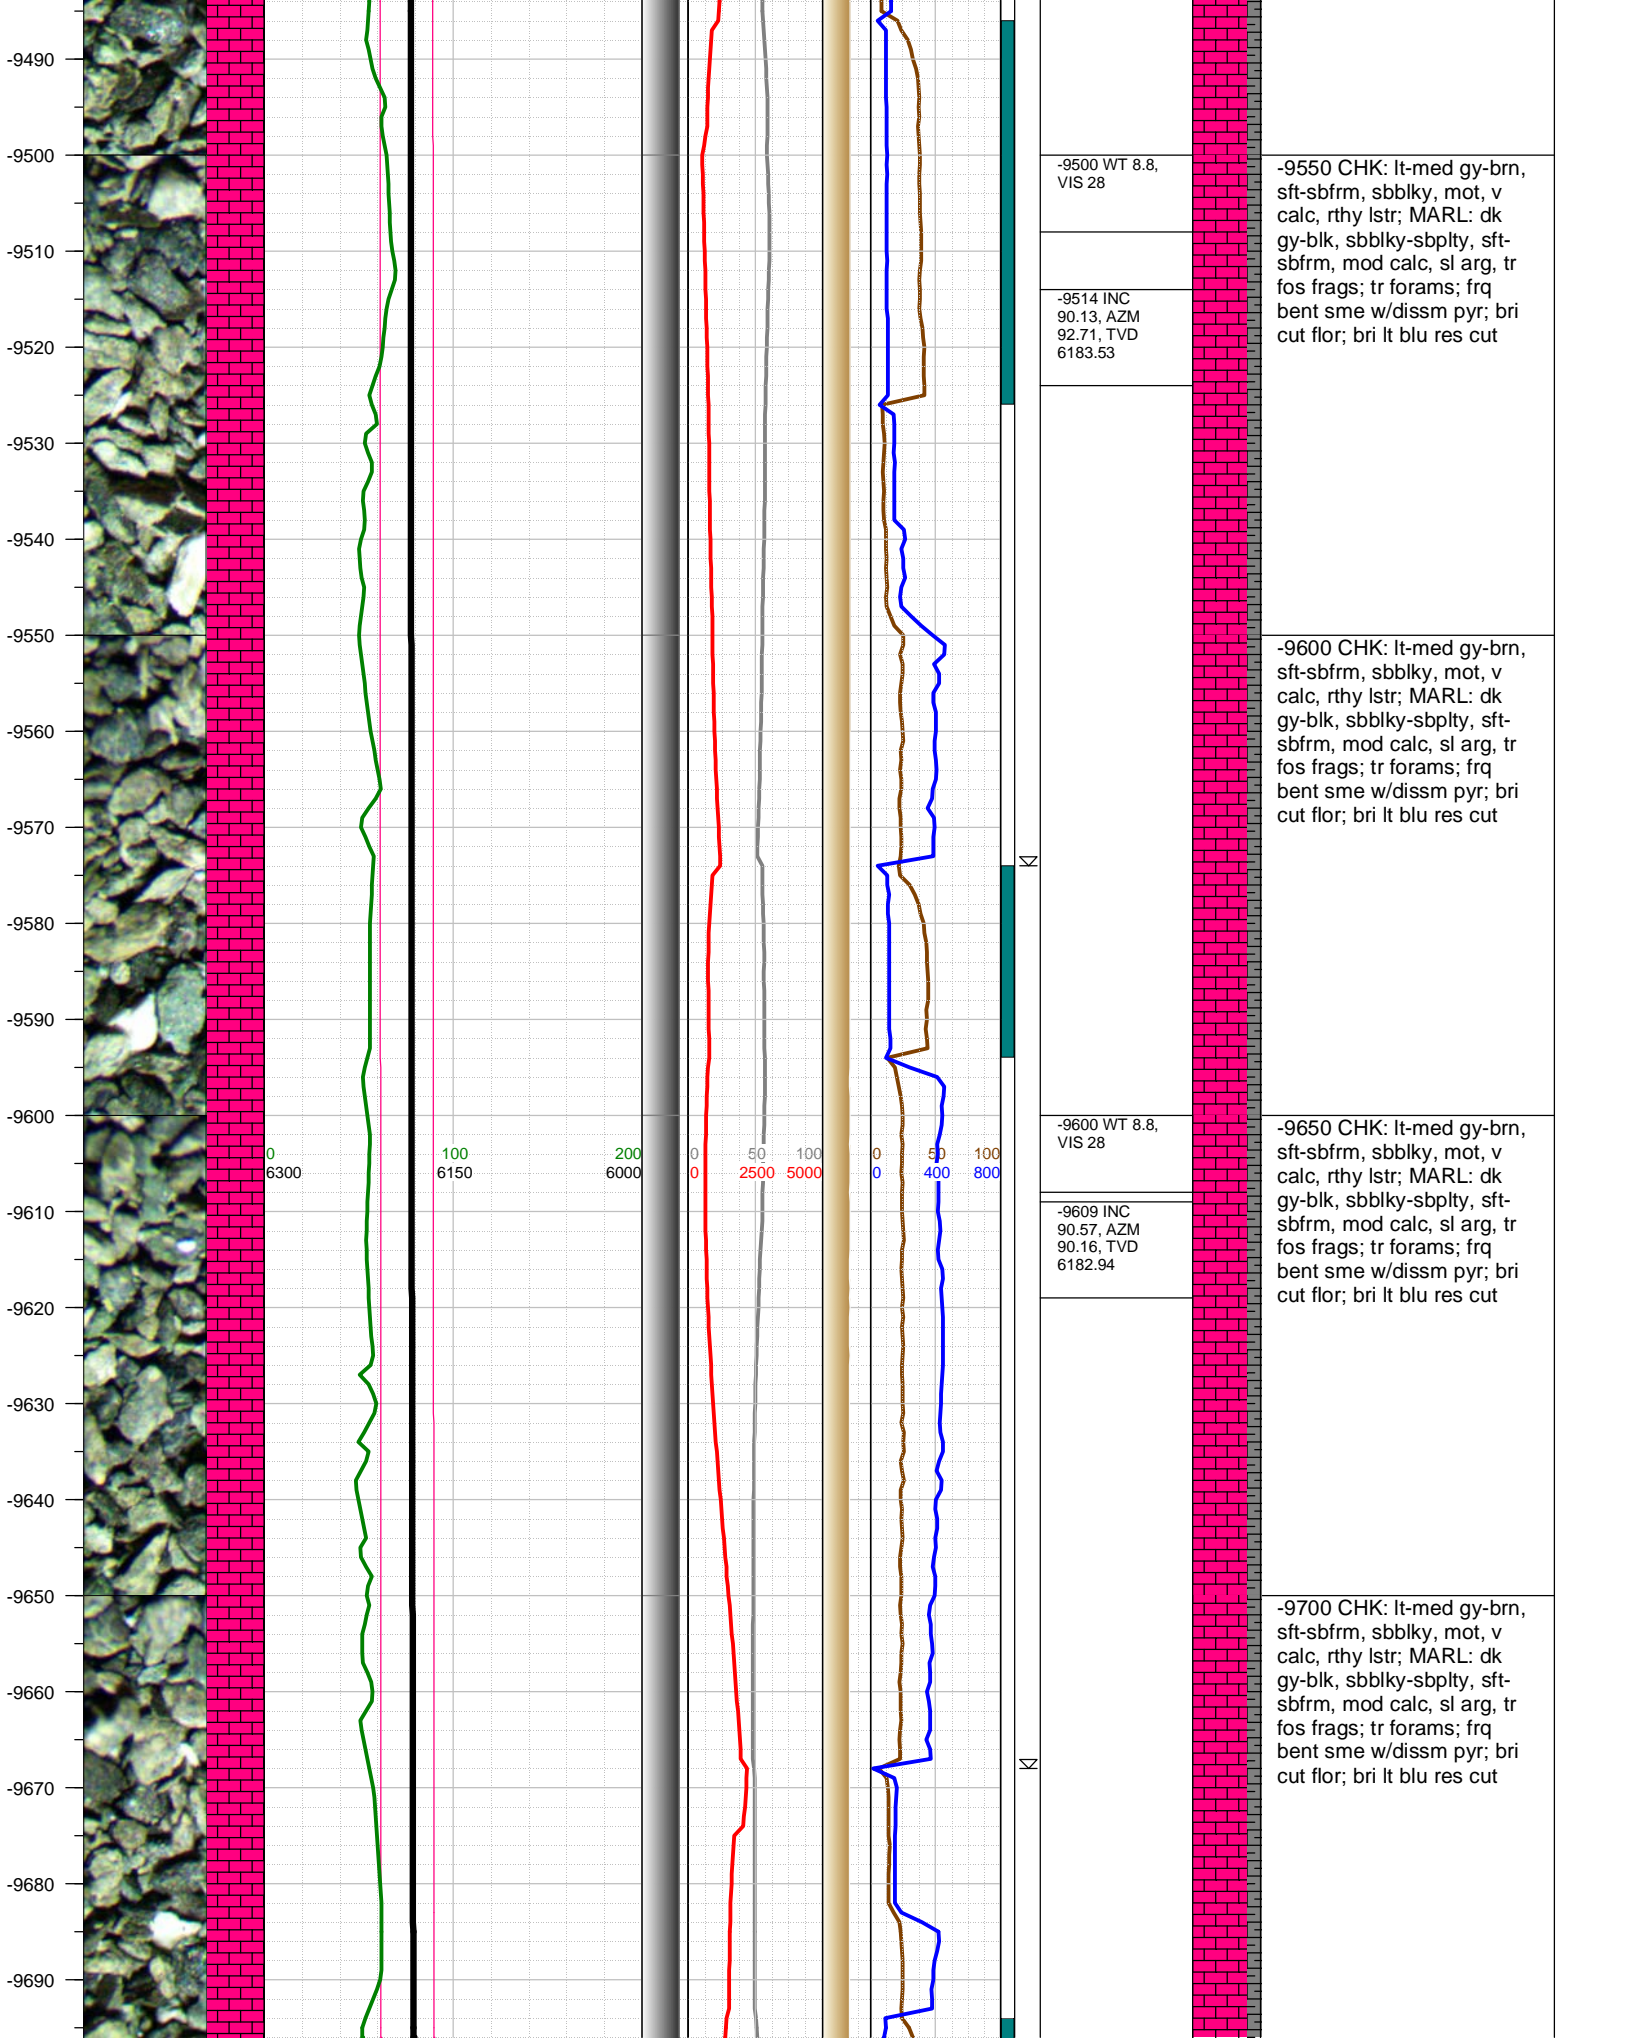 -9490
-9500
-9510
-9520
-9530
-9540
-9550
-9560
-9570
-9580
-9590
-9600
-9610
-9620
-9630
-9640
-9650
-9660
-9670
-9680
-9690
0 100 200
6300 6150 6000
0 50 100
0 2500 5000
0 50 100
0 400 800
-9500 WT 8.8,
VIS 28
-9514 INC
90.13, AZM
92.71, TVD
6183.53
-9600 WT 8.8,
VIS 28
-9609 INC
90.57, AZM
90.16, TVD
6182.94
-9550 CHK: lt-med gy-brn,
sft-sbfrm, sbblky, mot, v
calc, rthy lstr; MARL: dk
gy-blk, sbblky-sbplty, sft-
sbfrm, mod calc, sl arg, tr
fos frags; tr forams; frq
bent sme w/dissm pyr; bri
cut flor; bri lt blu res cut
-9600 CHK: lt-med gy-brn,
sft-sbfrm, sbblky, mot, v
calc, rthy lstr; MARL: dk
gy-blk, sbblky-sbplty, sft-
sbfrm, mod calc, sl arg, tr
fos frags; tr forams; frq
bent sme w/dissm pyr; bri
cut flor; bri lt blu res cut
-9650 CHK: lt-med gy-brn,
sft-sbfrm, sbblky, mot, v
calc, rthy lstr; MARL: dk
gy-blk, sbblky-sbplty, sft-
sbfrm, mod calc, sl arg, tr
fos frags; tr forams; frq
bent sme w/dissm pyr; bri
cut flor; bri lt blu res cut
-9700 CHK: lt-med gy-brn,
sft-sbfrm, sbblky, mot, v
calc, rthy lstr; MARL: dk
gy-blk, sbblky-sbplty, sft-
sbfrm, mod calc, sl arg, tr
fos frags; tr forams; frq
bent sme w/dissm pyr; bri
cut flor; bri lt blu res cut